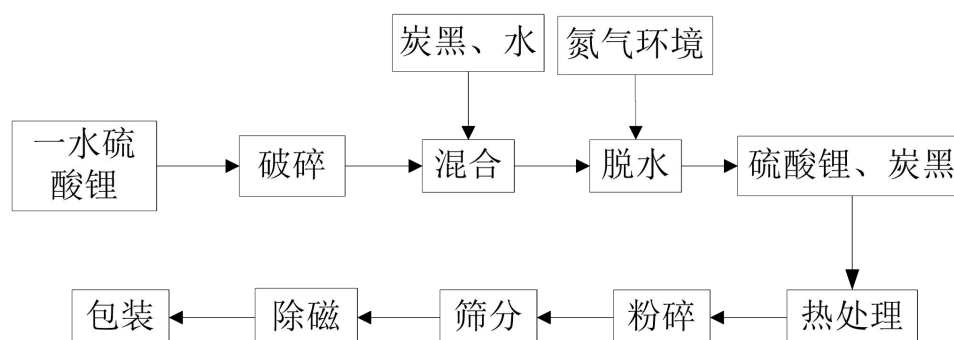 炭黑、水
氮气环境
一水硫
酸锂
破碎
混合
脱水
硫酸锂、炭黑
包装
除磁
筛分
粉碎
热处理